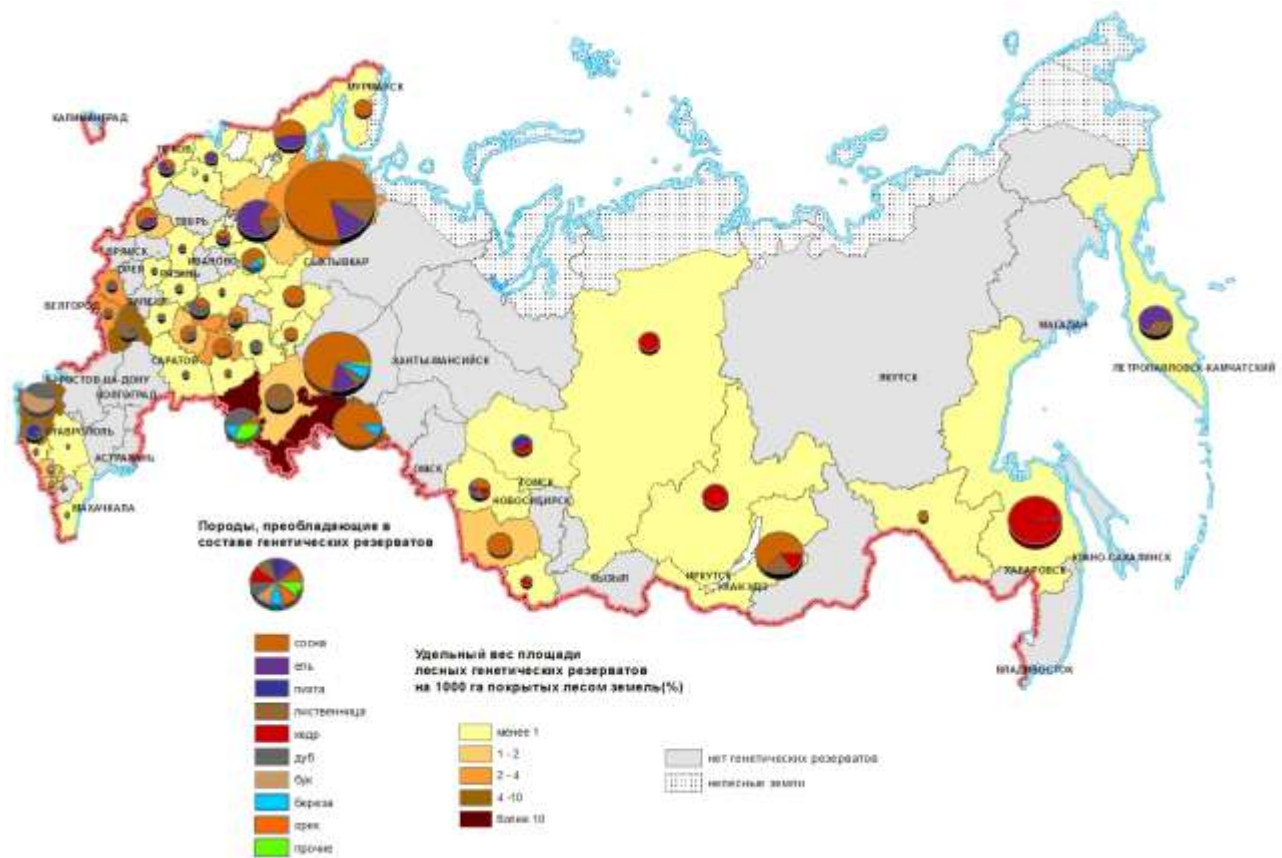 МУРМАНСК
КАЛИНИНГРАД
ПСКОВ
ТВЕРЬ
БРЯНСК
ИВАНОВО
СЫКТЫВКАР
ОРЕЛ
РЯЗАНЬ
БЕЛГОРОД
МАГАДАН
САРАТОВ
ХАНТЫ-МАНСИЙСК
РОСТОВ-НА-ДОНУ
ЯКУТСК
ПЕТРОПАВЛОВСК-КАМЧАТСКИЙ
ВОЛГОГРАД
СТАВРОПОЛЬ
АСТРАХАНЬ
ОМСК
ТОМСК
НОВОСИБИРСК
МАХАЧКАЛА
КЫЗЫЛ
ИРКУТСК
УЛАН-УДЭ
ХАБАРОВСК
ЮЖНО-САХАЛИНСК
ВЛАДИВОСТОК
Породы, преобладающие в
составе генетических резерватов
сосна
ель
пихта
лиственница
кедр
дуб
бук
береза
орех
прочие
Удельный вес площади
лесных генетических резерватов
на 1000 га покрытых лесом земель(%)
менее 1
1 - 2
2 - 4
4 -10
более 10
нет генетических резерватов
нелесные земли